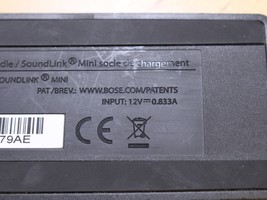 dle / SoundLink® Mini socle de chargement
SOUNDLINK® MINI
PAT/BREV.: WWW.BOSE.COM/PATENTS
INPUT: 12V⎓0.833A
79AE
CE